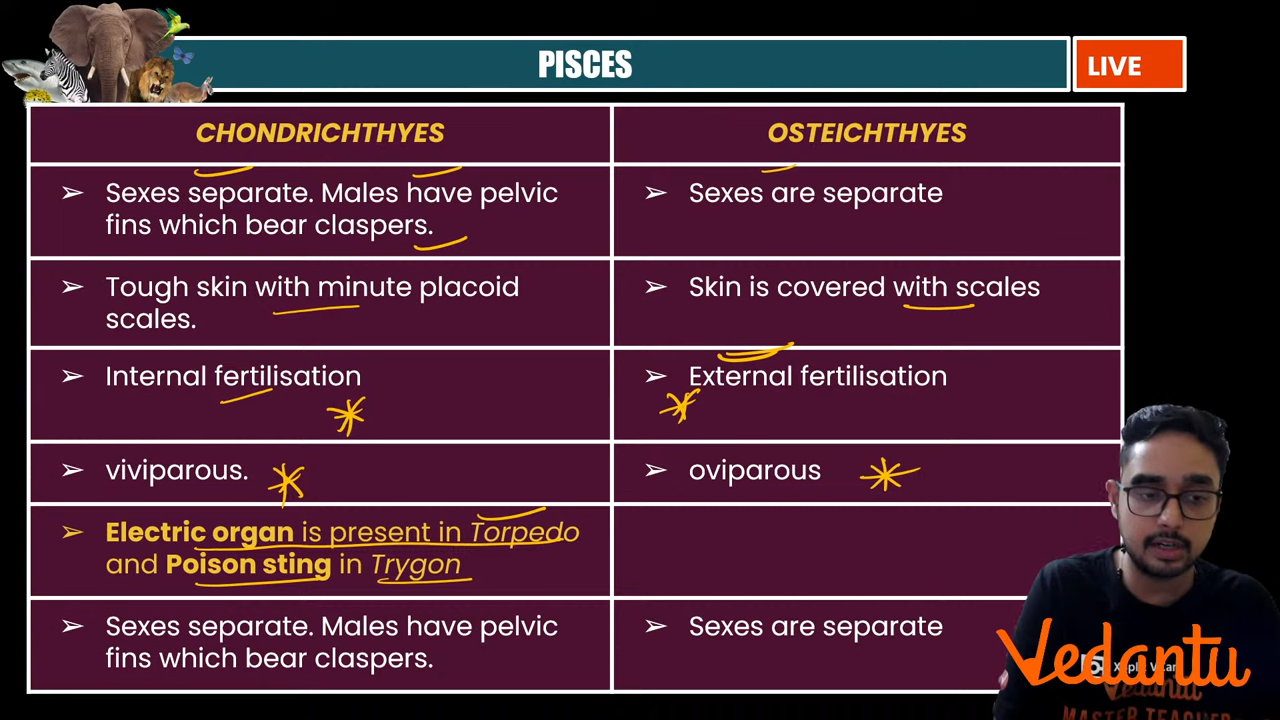 PISCES
LIVE
CHONDRICHTHYES
OSTEICHTHYES
➢ Sexes separate. Males have pelvic
fins which bear claspers.
➢ Sexes are separate
➢ Tough skin with minute placoid
scales.
➢ Skin is covered with scales
➢ Internal fertilisation
➢ External fertilisation
➢ viviparous.
➢ oviparous
➢ Electric organ is present in Torpedo
and Poison sting in Trygon
➢ Sexes separate. Males have pelvic
fins which bear claspers.
➢ Sexes are separate
Vedantu
Vedantu
MASTER TEACHER